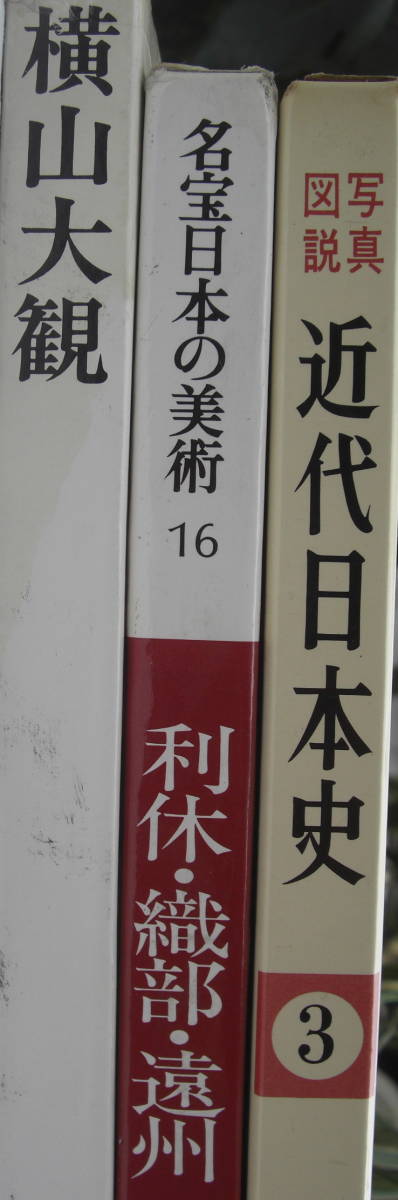 横山大観
名宝日本の美術
16
利休・織部・遠州
写真
図説
近代日本史
3